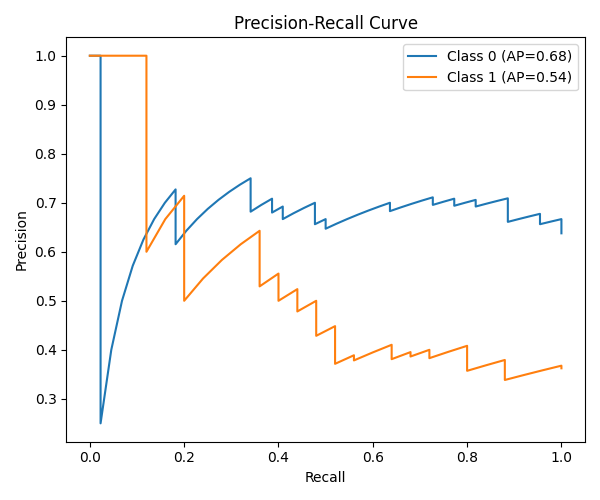 Precision-Recall Curve
Class 0 (AP=0.68)
Class 1 (AP=0.54)
Precision
1.0
0.9
0.8
0.7
0.6
0.5
0.4
0.3
0.0 0.2 0.4 0.6 0.8 1.0
Recall